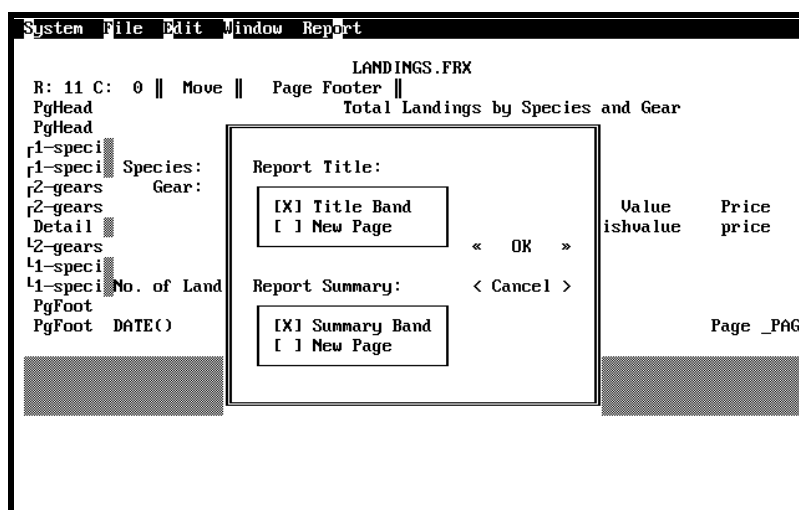 System File Edit Window Report
LANDINGS.FRX
R: 11 C: 0 ‖ Move ‖ Page Footer ‖
PgHead Total Landings by Species and Gear
PgHead
┌1-speci
┌1-speci Species: Report Title:
┌2-gears Gear:
┌2-gears [X] Title Band Value Price
Detail [ ] New Page ishvalue price
└2-gears « OK »
└1-speci
└1-speci No. of Land Report Summary: < Cancel >
PgFoot
PgFoot DATE() [X] Summary Band Page _PAG
[ ] New Page